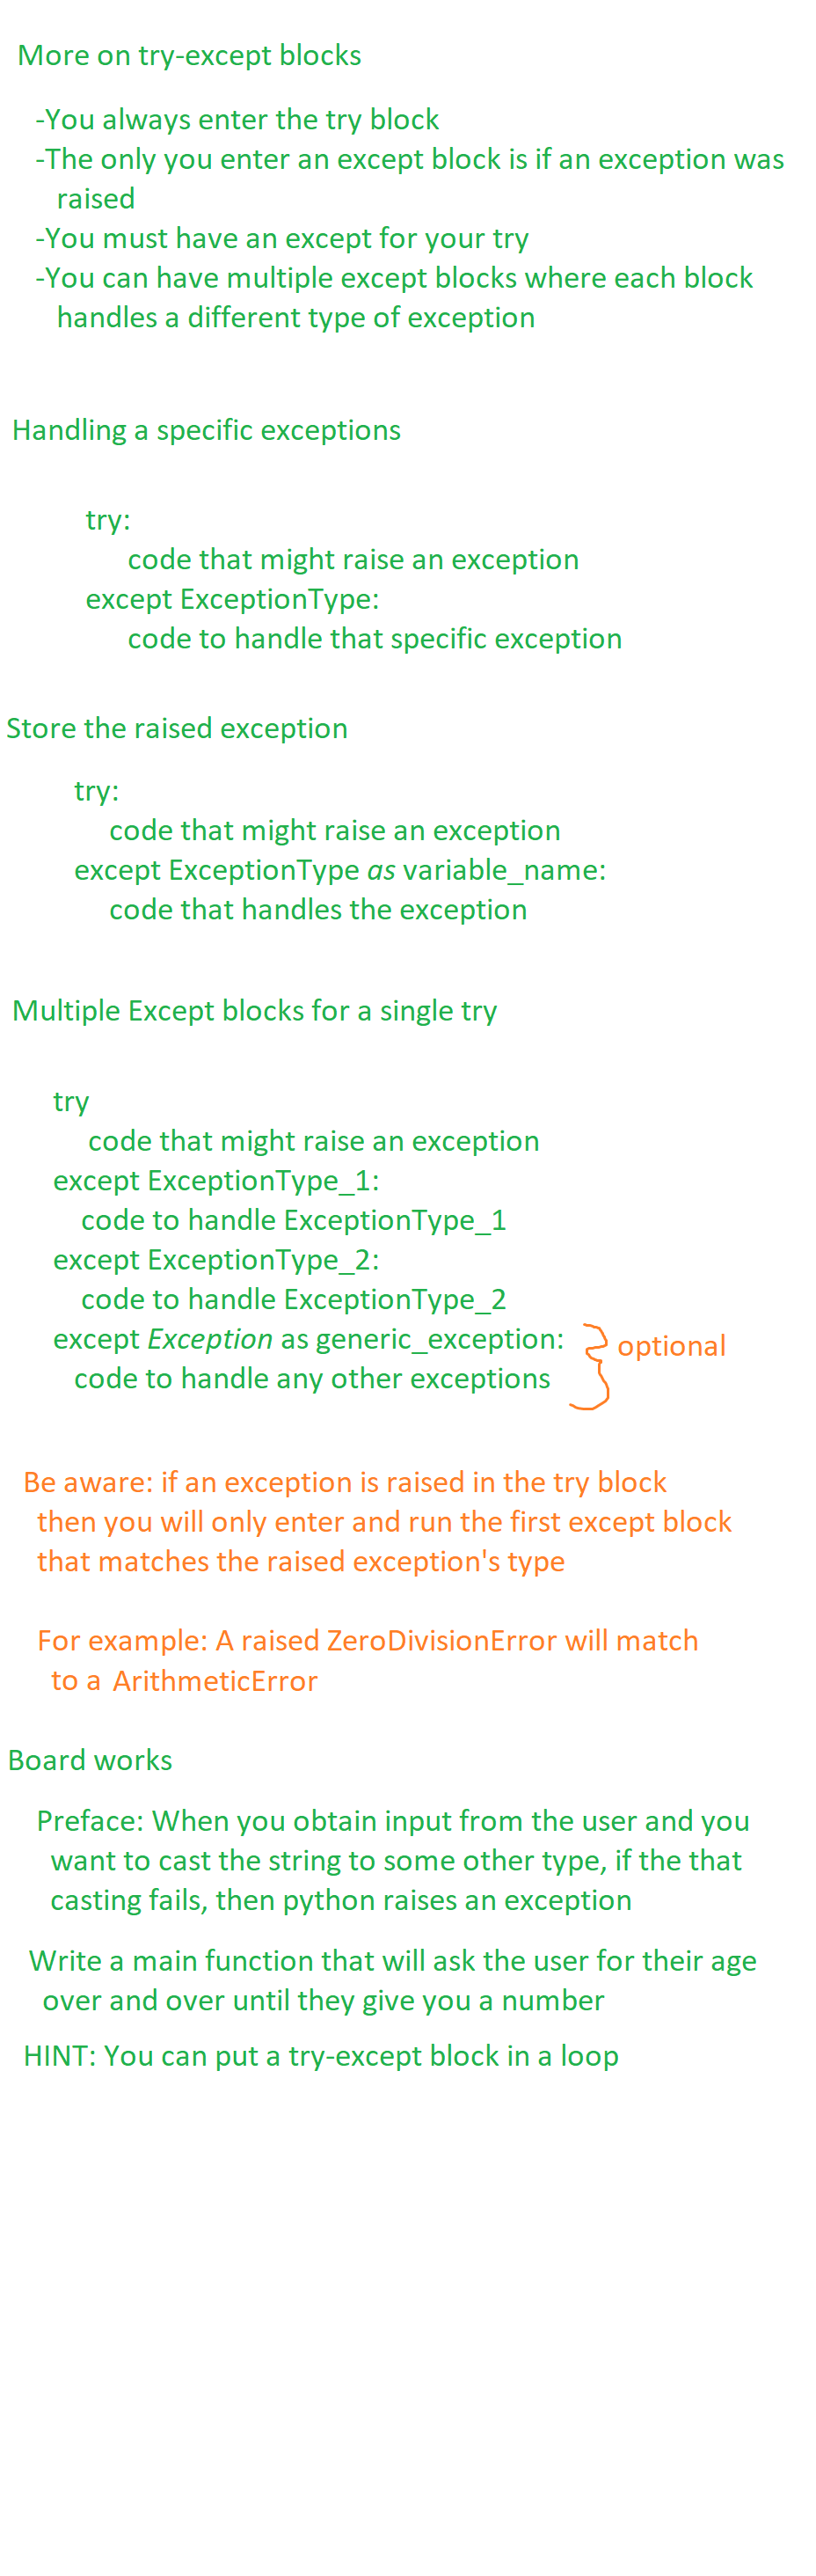 More on try-except blocks
-You always enter the try block
-The only you enter an except block is if an exception was
raised
-You must have an except for your try
-You can have multiple except blocks where each block
handles a different type of exception
Handling a specific exceptions
try:
code that might raise an exception
except ExceptionType:
code to handle that specific exception
Store the raised exception
try:
code that might raise an exception
except ExceptionType as variable_name:
code that handles the exception
Multiple Except blocks for a single try
try
code that might raise an exception
except ExceptionType_1:
code to handle ExceptionType_1
except ExceptionType_2:
code to handle ExceptionType_2
except Exception as generic_exception:
optional
code to handle any other exceptions
Be aware: if an exception is raised in the try block
then you will only enter and run the first except block
that matches the raised exception's type
For example: A raised ZeroDivisionError will match
to a ArithmeticError
Board works
Preface: When you obtain input from the user and you
want to cast the string to some other type, if the that
casting fails, then python raises an exception
Write a main function that will ask the user for their age
over and over until they give you a number
HINT: You can put a try-except block in a loop